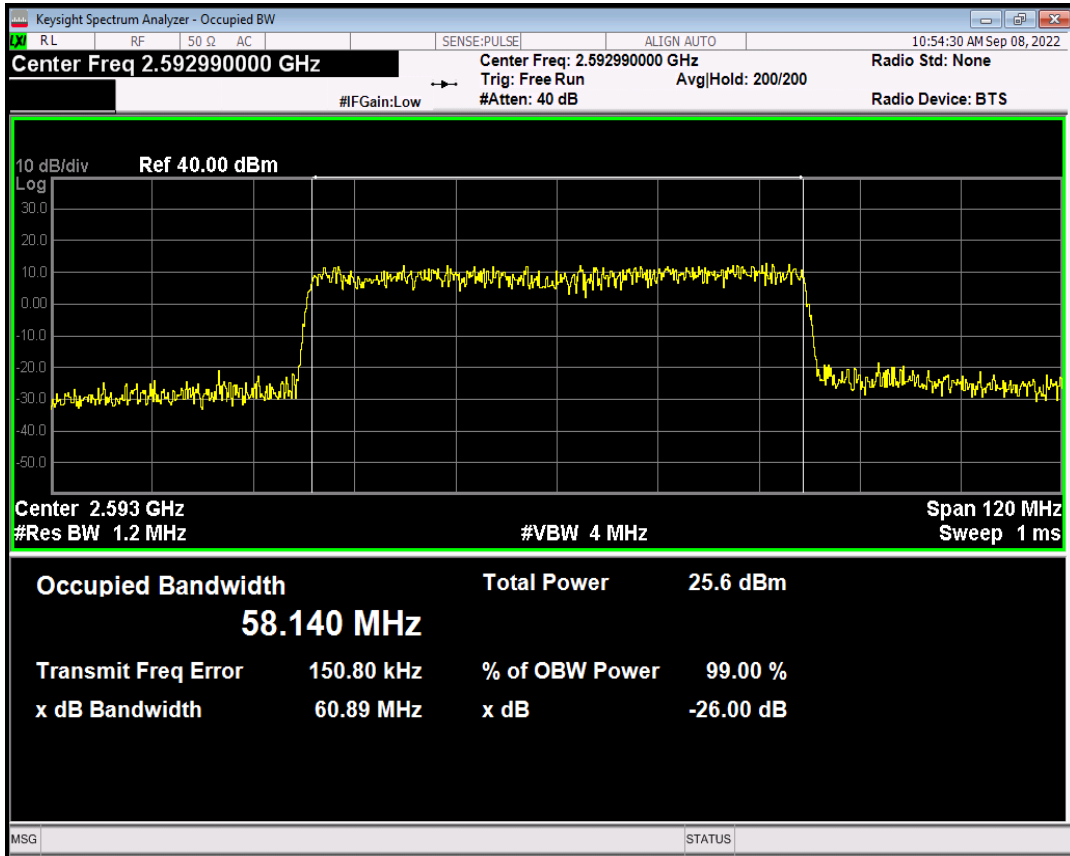 Keysight Spectrum Analyzer - Occupied BW
LXI RL RF 50 Ω AC SENSE:PULSE ALIGN AUTO 10:54:30 AM Sep 08, 2022
Center Freq 2.592990000 GHz
Center Freq: 2.592990000 GHz Radio Std: None
Trig: Free Run Avg|Hold: 200/200
#IFGain:Low #Atten: 40 dB Radio Device: BTS
10 dB/div Ref 40.00 dBm
Log
30.0
20.0
10.0
0.00
-10.0
-20.0
-30.0
-40.0
-50.0
Center 2.593 GHz Span 120 MHz
#Res BW 1.2 MHz #VBW 4 MHz Sweep 1 ms
Occupied Bandwidth Total Power 25.6 dBm
58.140 MHz
Transmit Freq Error 150.80 kHz % of OBW Power 99.00 %
x dB Bandwidth 60.89 MHz x dB -26.00 dB
MSG STATUS